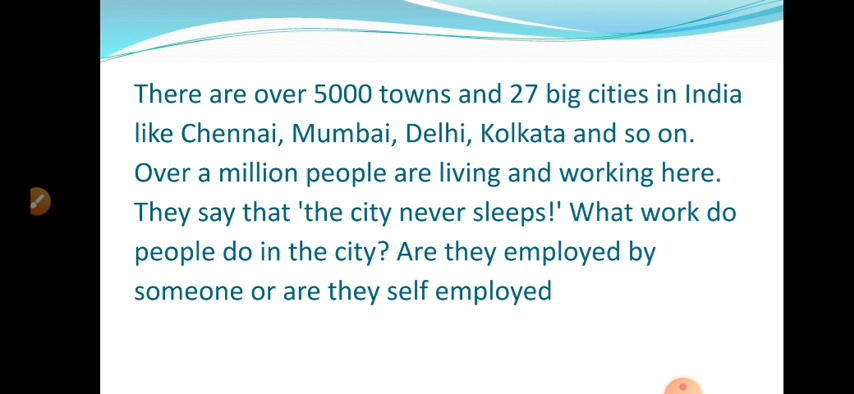 There are over 5000 towns and 27 big cities in India
like Chennai, Mumbai, Delhi, Kolkata and so on.
Over a million people are living and working here.
They say that 'the city never sleeps!' What work do
people do in the city? Are they employed by
someone or are they self employed